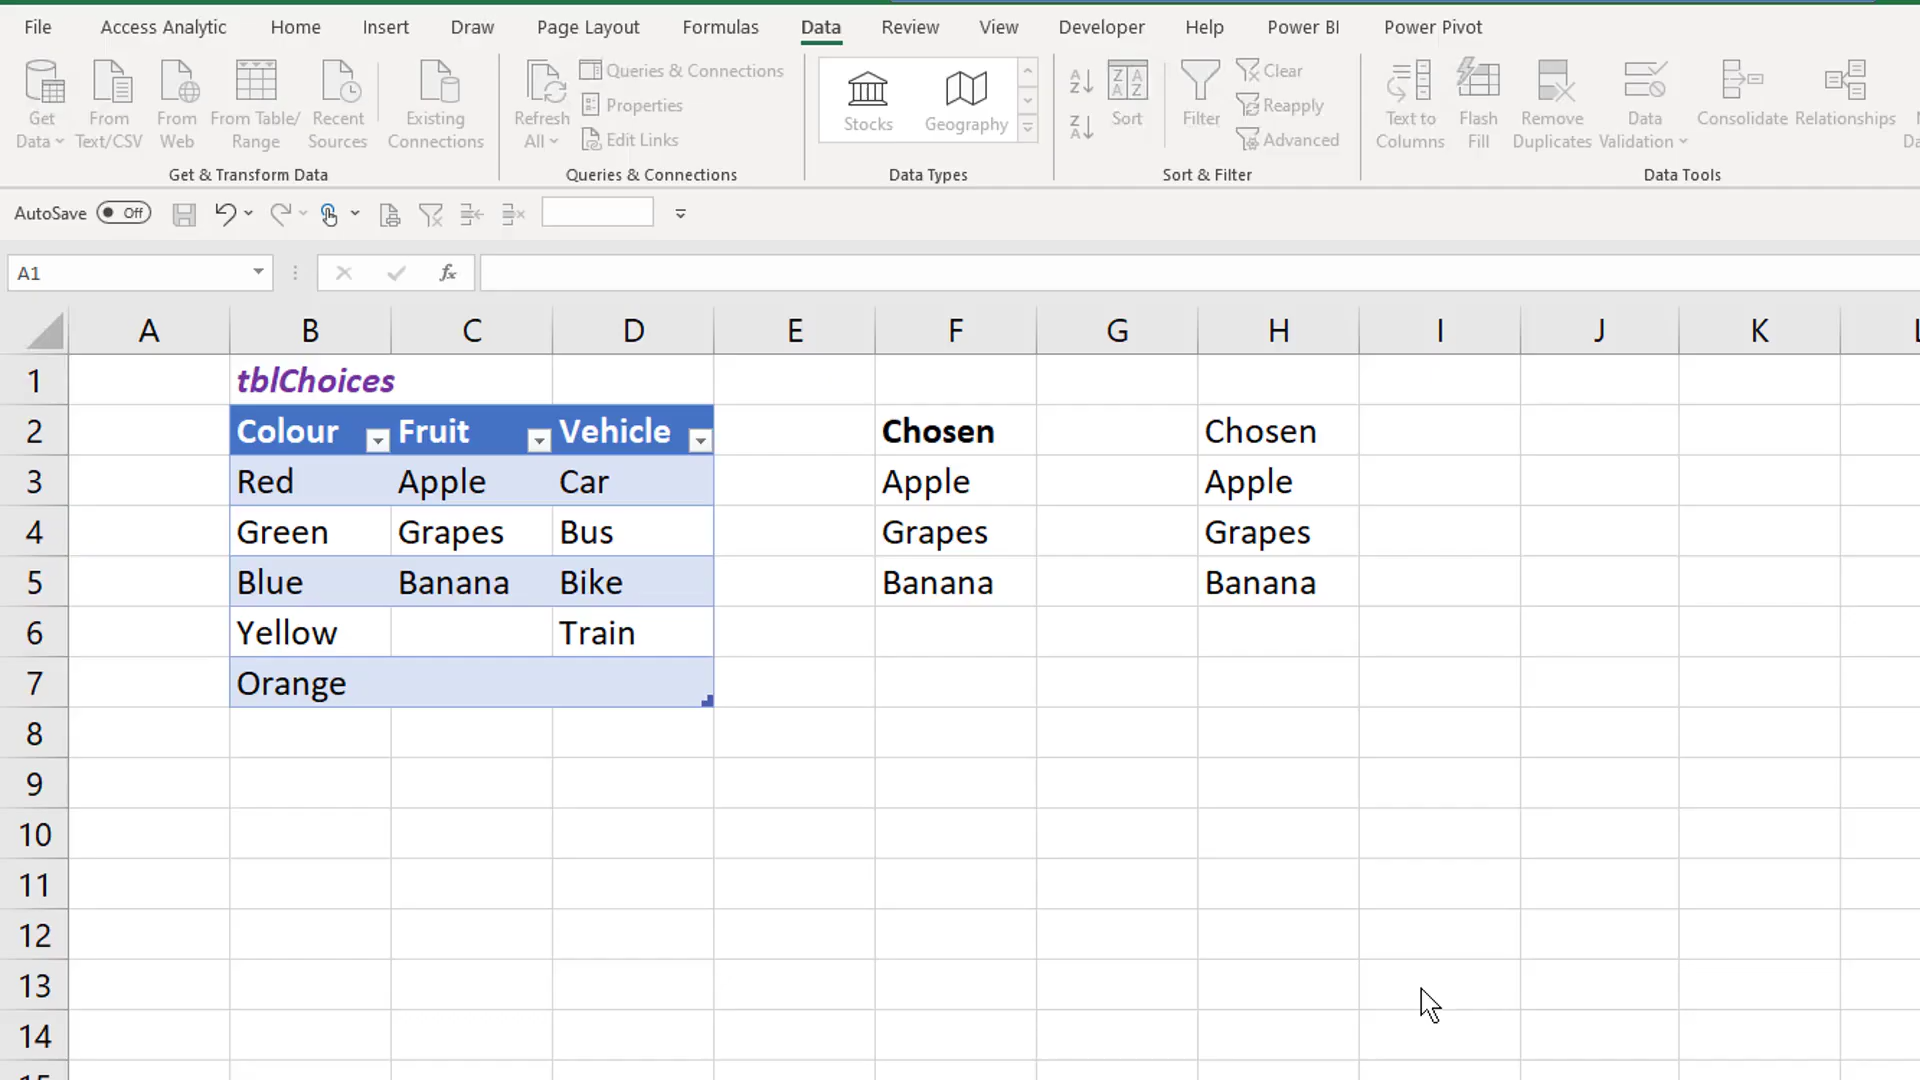 File Access Analytic Home Insert Draw Page Layout Formulas Data Review View Developer Help Power BI Power Pivot
Get Data
From Text/CSV
From Web
From Table/ Range
Recent Sources
Existing Connections
Get & Transform Data
Refresh All
Queries & Connections
Properties
Edit Links
Queries & Connections
Stocks
Geography
Data Types
Sort
Filter
Clear
Reapply
Advanced
Sort & Filter
Text to Columns
Flash Fill
Remove Duplicates
Data Validation
Consolidate
Relationships
Data Tools
AutoSave Off
A1 fx
A B C D E F G H I J K
1 tblChoices
2 Colour Fruit Vehicle Chosen Chosen
3 Red Apple Car Apple Apple
4 Green Grapes Bus Grapes Grapes
5 Blue Banana Bike Banana Banana
6 Yellow Train
7 Orange
8
9
10
11
12
13
14